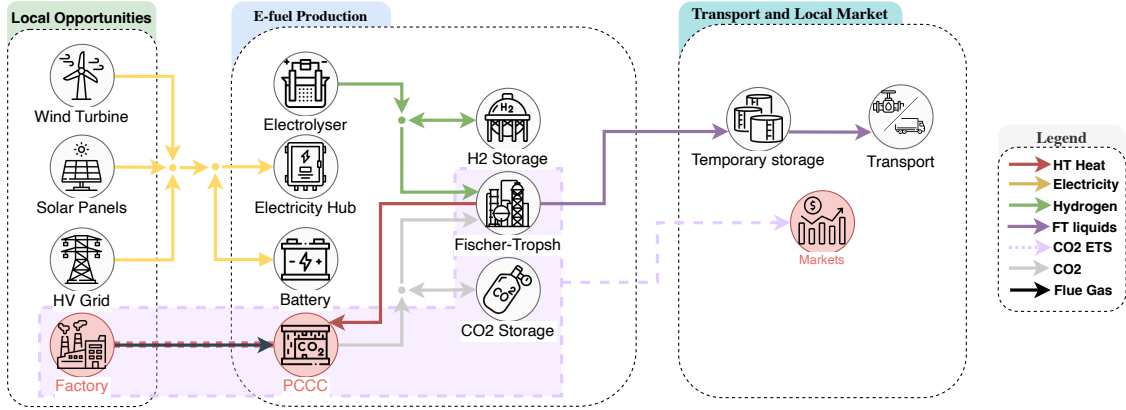 Local Opportunities
E-fuel Production
Transport and Local Market
Wind Turbine
Solar Panels
HV Grid
Factory
Electrolyser
H2
H2 Storage
Electricity Hub
Fischer-Tropsh
Battery
CO2
CO2 Storage
CO2
PCCC
Temporary storage
Transport
$
Markets
Legend
HT Heat
Electricity
Hydrogen
FT liquids
CO2 ETS
CO2
Flue Gas